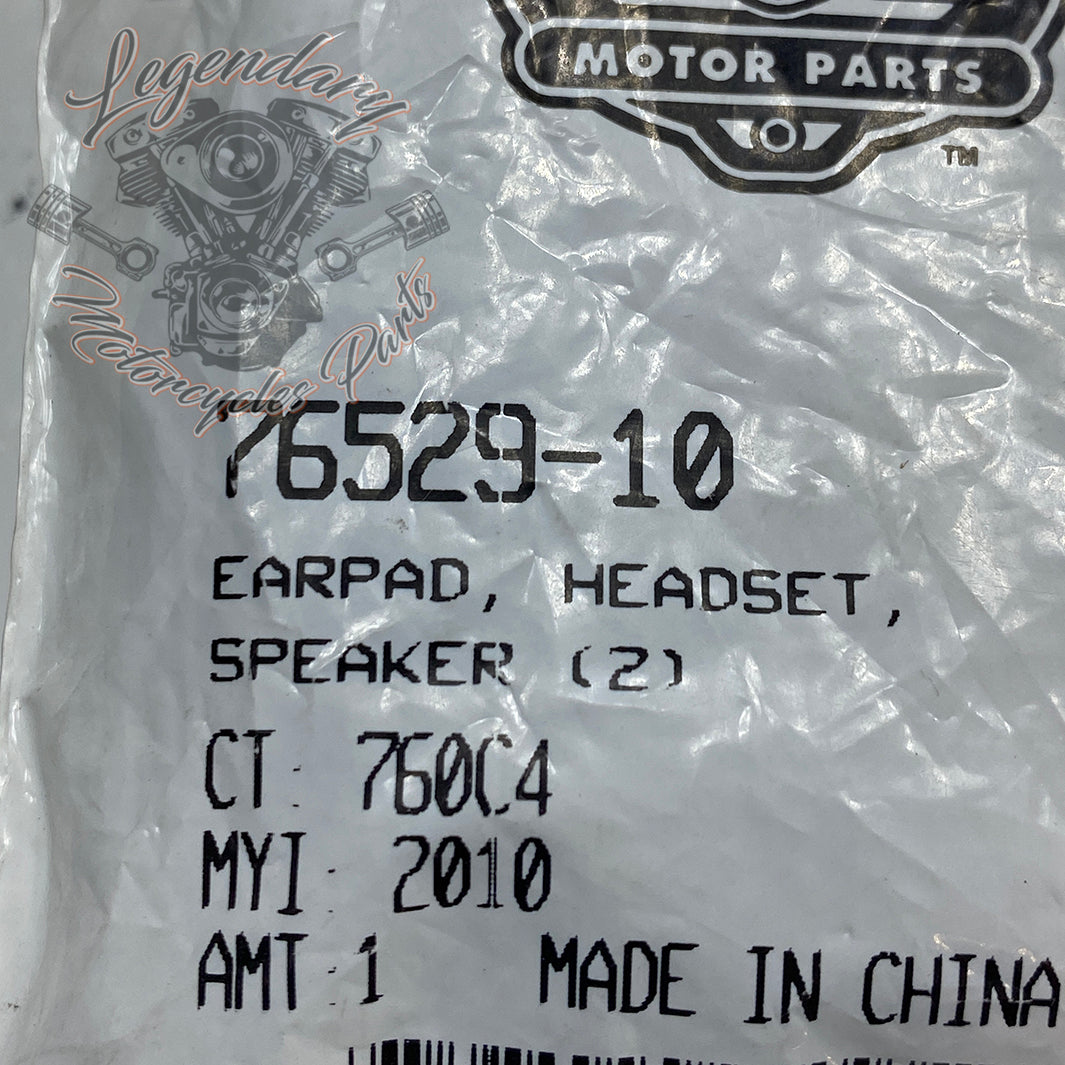 Legendary
Motorcycles Parts
MOTOR PARTS
TM
76529-10
EARPAD, HEADSET,
SPEAKER (2)
CT: 760C4
MYI: 2010
AMT: 1 MADE IN CHINA